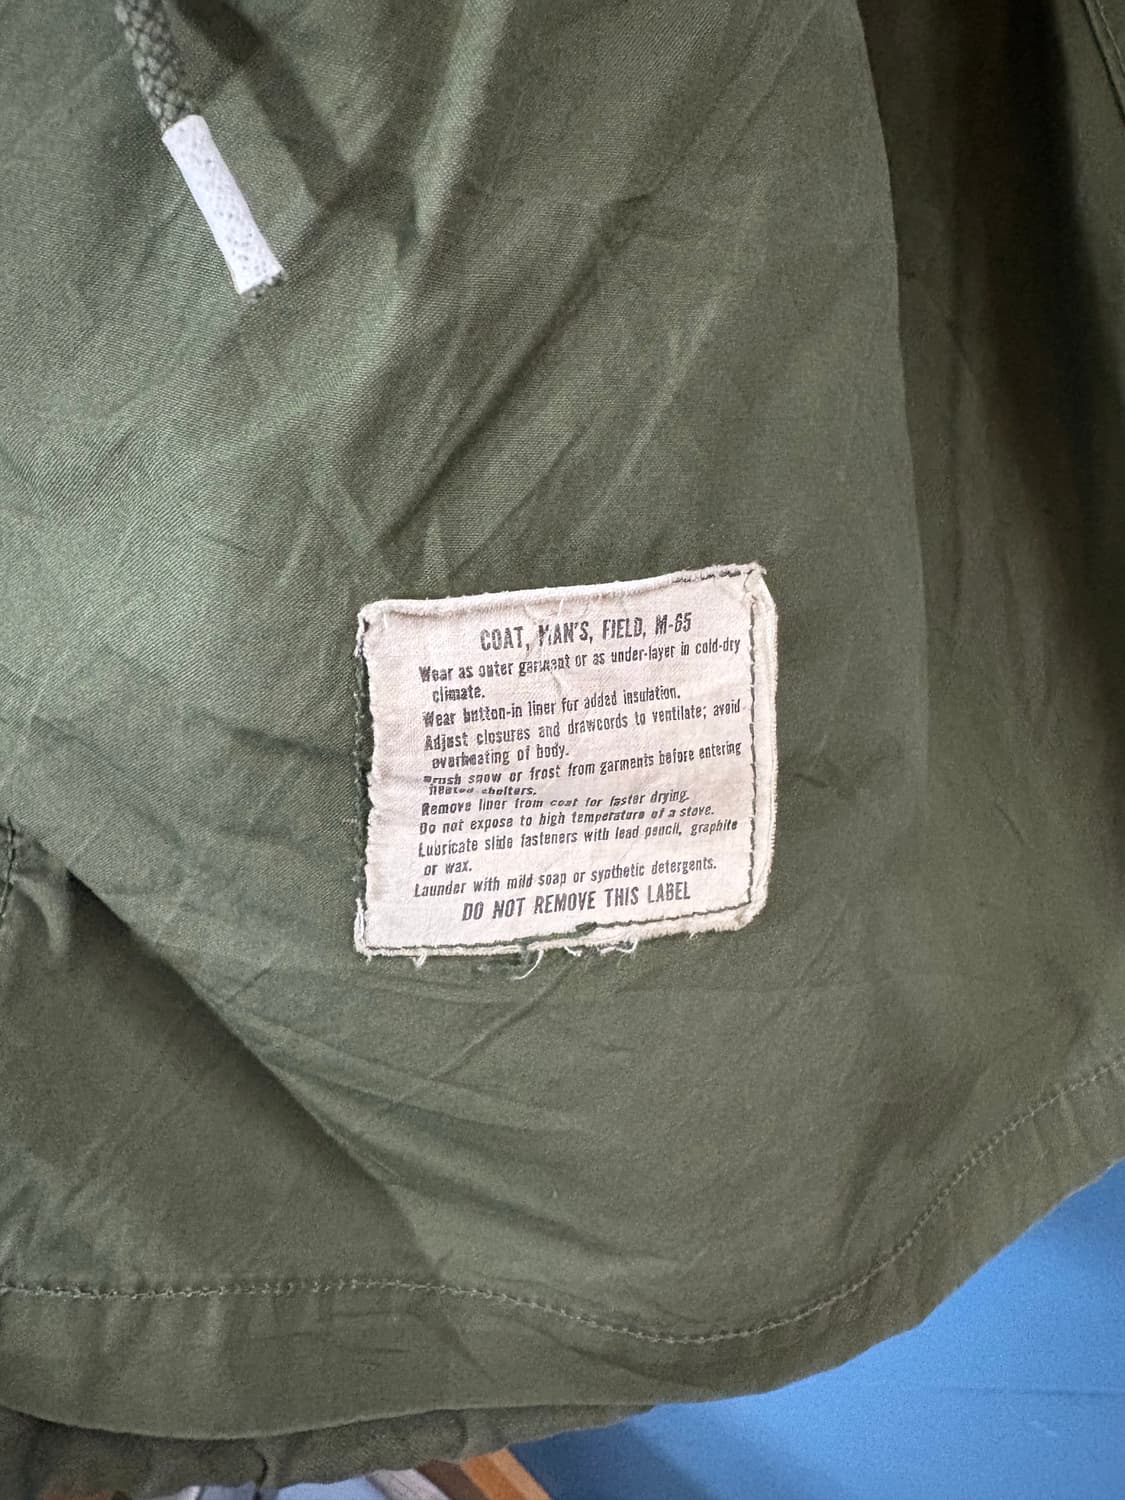 COAT, MAN'S, FIELD, M-65
Wear as outer garment or as under-layer in cold-dry
climate.
Wear button-in liner for added insulation.
Adjust closures and drawcords to ventilate; avoid
overheating of body.
Brush snow or frost from garments before entering
heated shelters.
Remove liner from coat for faster drying.
Do not expose to high temperature of a stove.
Lubricate slide fasteners with lead pencil, graphite
or wax.
Launder with mild soap or synthetic detergents.
DO NOT REMOVE THIS LABEL